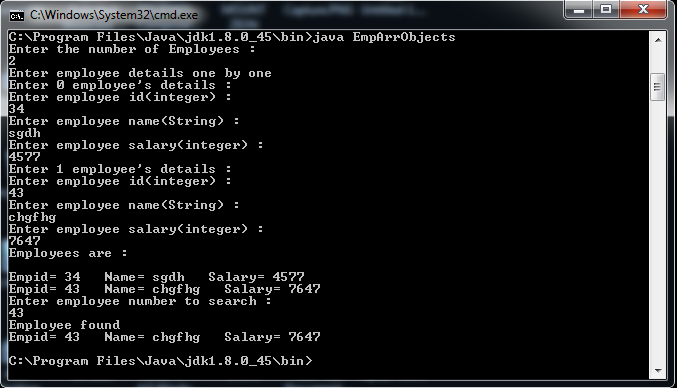 C:\Windows\System32\cmd.exe
C:\Program Files\Java\jdk1.8.0_45\bin>java EmpArrObjects
Enter the number of Employees :
2
Enter employee details one by one
Enter 0 employee's details :
Enter employee id(integer) :
34
Enter employee name(String) :
sgdh
Enter employee salary(integer) :
4577
Enter 1 employee's details :
Enter employee id(integer) :
43
Enter employee name(String) :
chgfhg
Enter employee salary(integer) :
7647
Employees are :
Empid= 34   Name= sgdh   Salary= 4577
Empid= 43   Name= chgfhg   Salary= 7647
Enter employee number to search :
43
Employee found
Empid= 43   Name= chgfhg   Salary= 7647
C:\Program Files\Java\jdk1.8.0_45\bin>